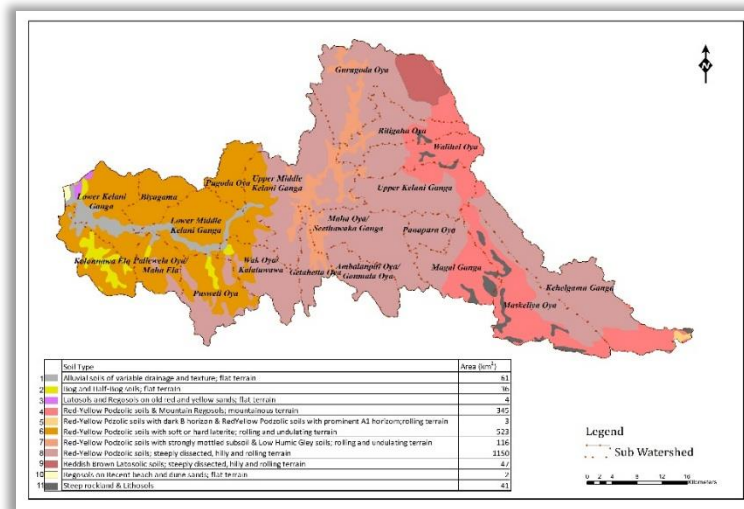 N
Guragoda Oya
Ritigaha Oya
Walihel Oya
Pugoda Oya
Upper Middle
Kelani Ganga
Lower Kelani
Ganga
Biyagama
Upper Kelani Ganga
Lower Middle
Kelani Ganga
Maha Oya/
Seethawaka Ganga
Panapura Oya
Kolonnawa Ela
Pallewela Oya/
Maha Ela
Wak Oya/
Kalatuwawa
Getahetta Oya
Ambalanpiti Oya/
Magal Ganga
Kehelgamu Ganga
Maskeliya Oya
Puswali Oya
Soil Type Area (km²)
1 Alluvial soils of variable drainage and texture; flat terrain 61
2 Bog and Half-Bog soils; flat terrain 36
3 Latosols and Regosols on old red and yellow sands; flat terrain 4
4 Red-Yellow Podzolic soils & Mountain Regosols; mountainous terrain 345
5 Red-Yellow Pdzolic soils with dark B horizon & RedYellow Podzolic soils with prominent A1 horizom;rolling terrain 3
6 Red-Yellow Podzolic soils with soft or hard laterite; rolling and undulating terrain 523
7 Red-Yellow Podzolic soils with strongly mottled subsoil & Low Humic Gley soils; rolling and undulating terrain 116
8 Red-Yellow Podzolic soils; steeply dissected, hilly and rolling terrain 1150
9 Reddish Brown Latosolic soils; steeply dissected, hilly and rolling terrain 47
10 Regosols on Recent beach and dune sands; flat terrain 2
11 Steep rockland & Lithosols 41
Legend
Sub Watershed
0 2 4 8 12 16
Kilometers